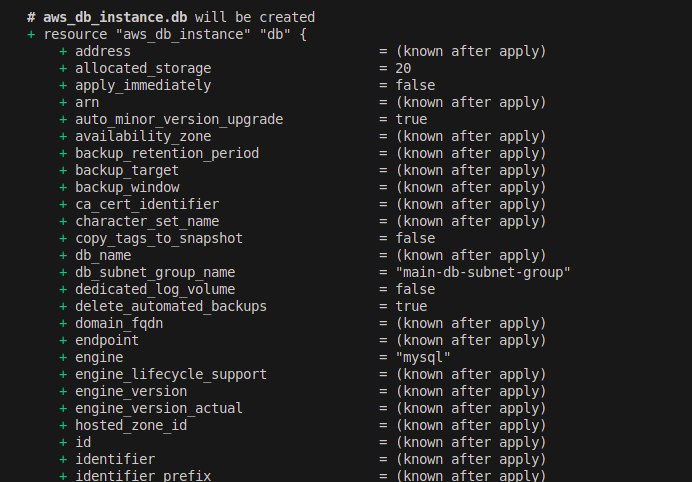 # aws_db_instance.db will be created
+ resource "aws_db_instance" "db" {
+ address = (known after apply)
+ allocated_storage = 20
+ apply_immediately = false
+ arn = (known after apply)
+ auto_minor_version_upgrade = true
+ availability_zone = (known after apply)
+ backup_retention_period = (known after apply)
+ backup_target = (known after apply)
+ backup_window = (known after apply)
+ ca_cert_identifier = (known after apply)
+ character_set_name = (known after apply)
+ copy_tags_to_snapshot = false
+ db_name = (known after apply)
+ db_subnet_group_name = "main-db-subnet-group"
+ dedicated_log_volume = false
+ delete_automated_backups = true
+ domain_fqdn = (known after apply)
+ endpoint = (known after apply)
+ engine = "mysql"
+ engine_lifecycle_support = (known after apply)
+ engine_version = (known after apply)
+ engine_version_actual = (known after apply)
+ hosted_zone_id = (known after apply)
+ id = (known after apply)
+ identifier = (known after apply)
+ identifier_prefix = (known after apply)